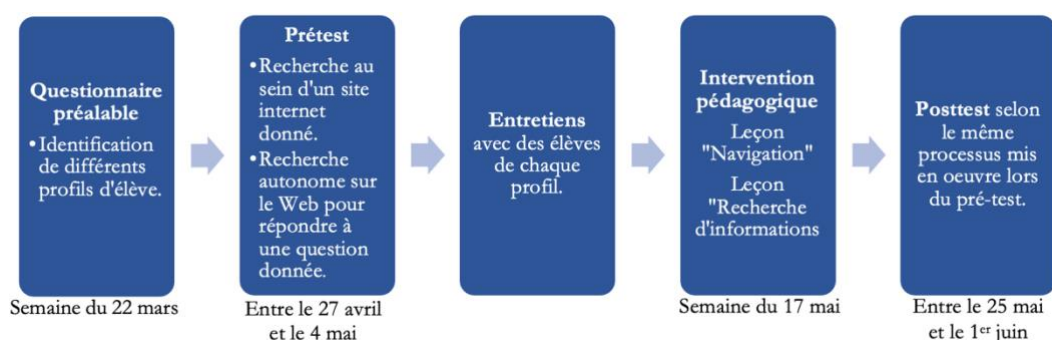 Questionnaire
préalable
•Identification
de différents
profils d'élève.
Semaine du 22 mars
Prétest
•Recherche au
sein d'un site
internet
donné.
•Recherche
autonome sur
le Web pour
répondre à
une question
donnée.
Entre le 27 avril
et le 4 mai
Entretiens
avec des élèves
de chaque
profil.
Intervention
pédagogique
Leçon
"Navigation"
Leçon
"Recherche
d'informations
Semaine du 17 mai
Posttest selon
le même
processus mis
en oeuvre lors
du pré-test.
Entre le 25 mai
et le 1er juin